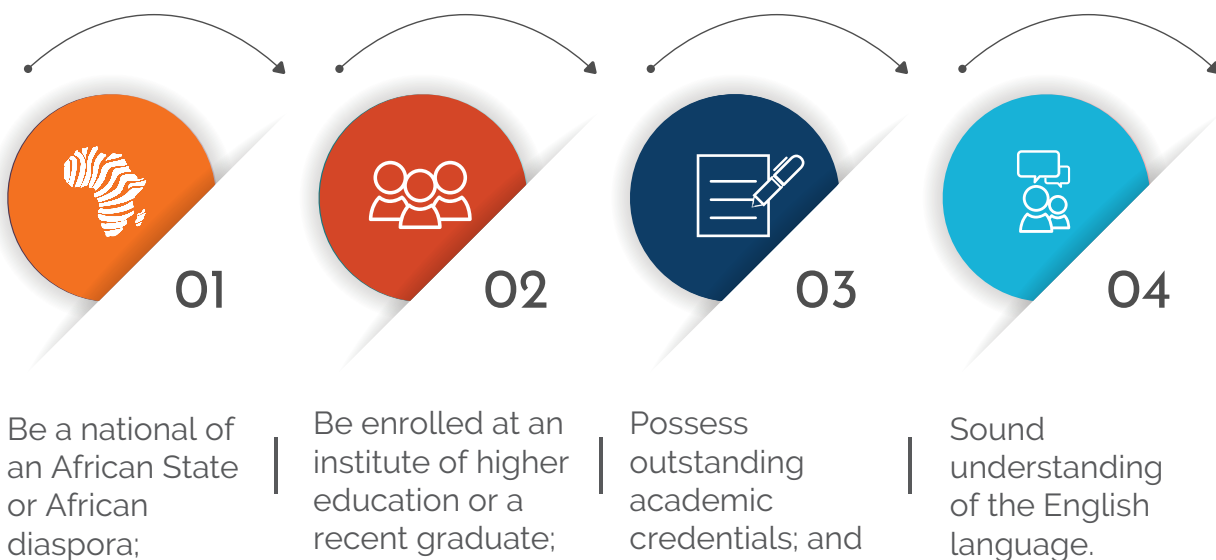 01
Be a national of
an African State
or African
diaspora;
02
Be enrolled at an
institute of higher
education or a
recent graduate;
03
Possess
outstanding
academic
credentials; and
04
Sound
understanding
of the English
language.